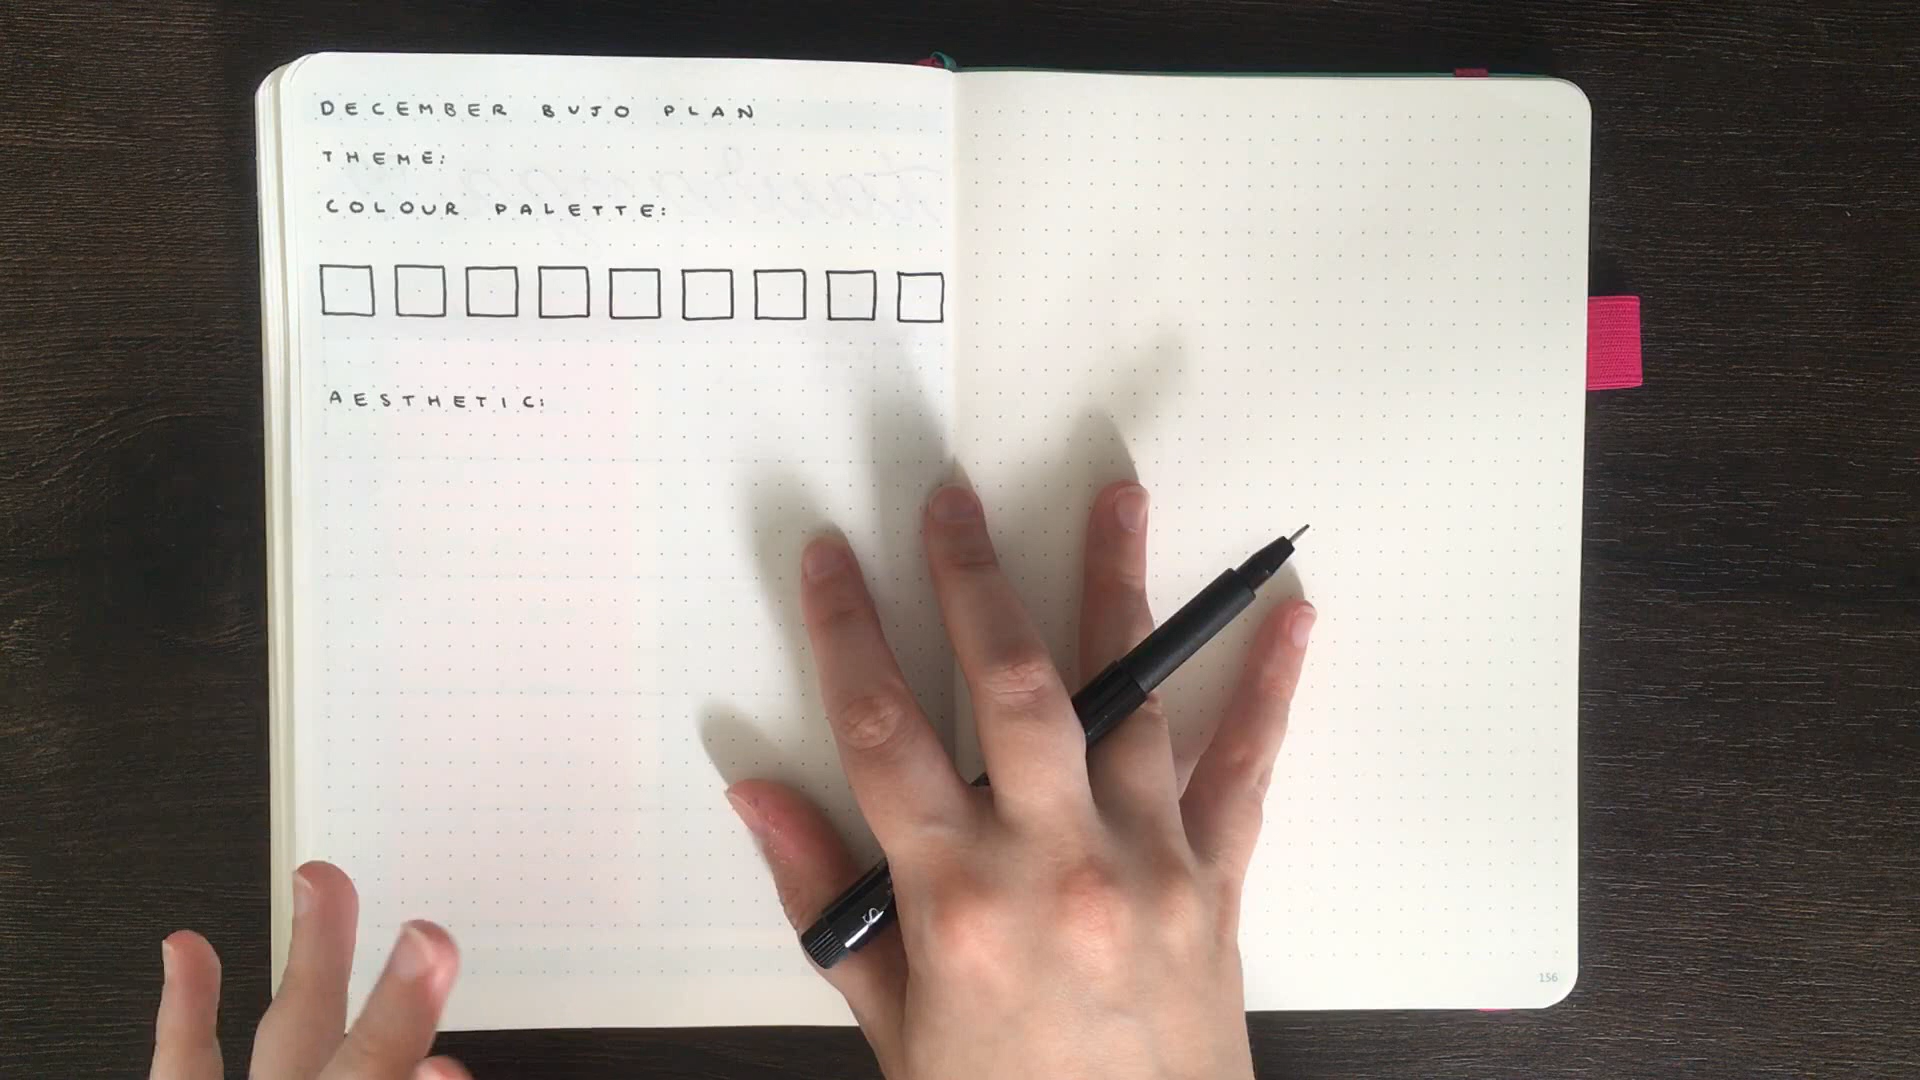 DECEMBER BUJO PLAN
THEME:
COLOUR PALETTE:
AESTHETIC:
156